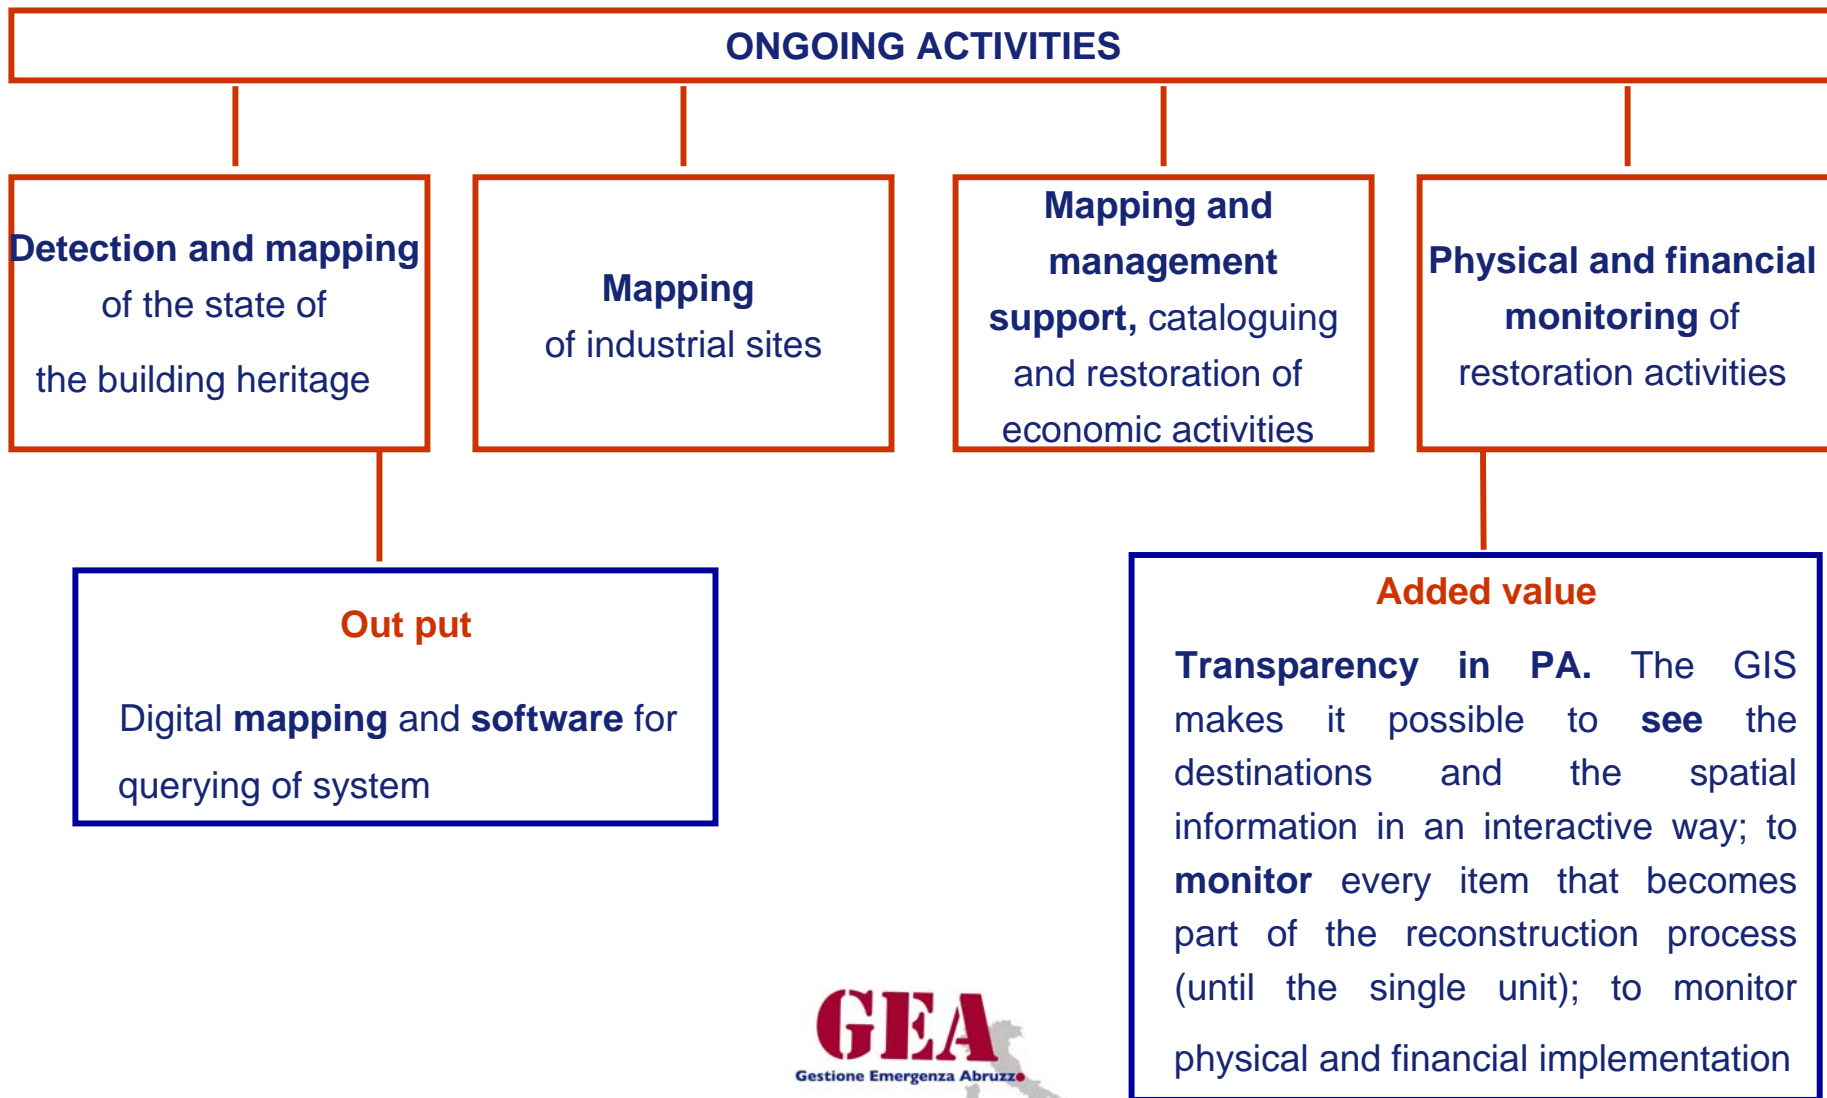 ONGOING ACTIVITIES
Detection and mapping
of the state of
the building heritage
Mapping
of industrial sites
Mapping and
management
support, cataloguing
and restoration of
economic activities
Physical and financial
monitoring of
restoration activities
Out put
Digital mapping and software for
querying of system
Added value
Transparency in PA. The GIS
makes it possible to see the
destinations and the spatial
information in an interactive way; to
monitor every item that becomes
part of the reconstruction process
(until the single unit); to monitor
physical and financial implementation
GEA
Gestione Emergenza Abruzzo